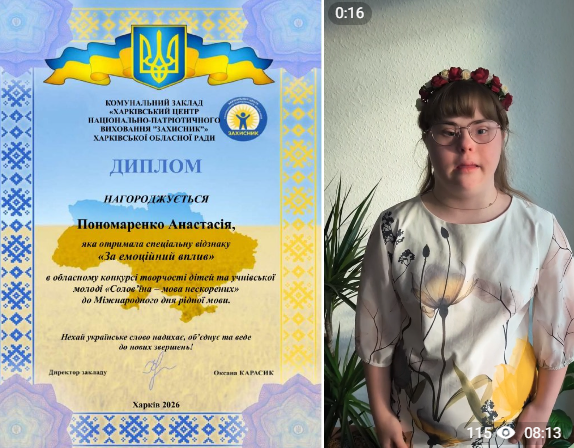 КОМУНАЛЬНИЙ ЗАКЛАД
«ХАРКІВСЬКИЙ ЦЕНТР
НАЦІОНАЛЬНО-ПАТРІОТИЧНОГО
ВИХОВАННЯ "ЗАХИСНИК"»
ХАРКІВСЬКОЇ ОБЛАСНОЇ РАДИ
ЗАХИСНИК
ДИПЛОМ
НАГОРОДЖУЄТЬСЯ
Пономаренко Анастасія,
яка отримала спеціальну відзнаку
«За емоційний вплив»
в обласному конкурсі творчості дітей та учнівської
молоді «Солов’їна – мова нескорених»
до Міжнародного дня рідної мови.
Нехай українське слово надихає, об’єднує та веде
до нових звершень!
Директор закладу
Оксана КАРАСИК
Харків 2026
0:16
115 08:13